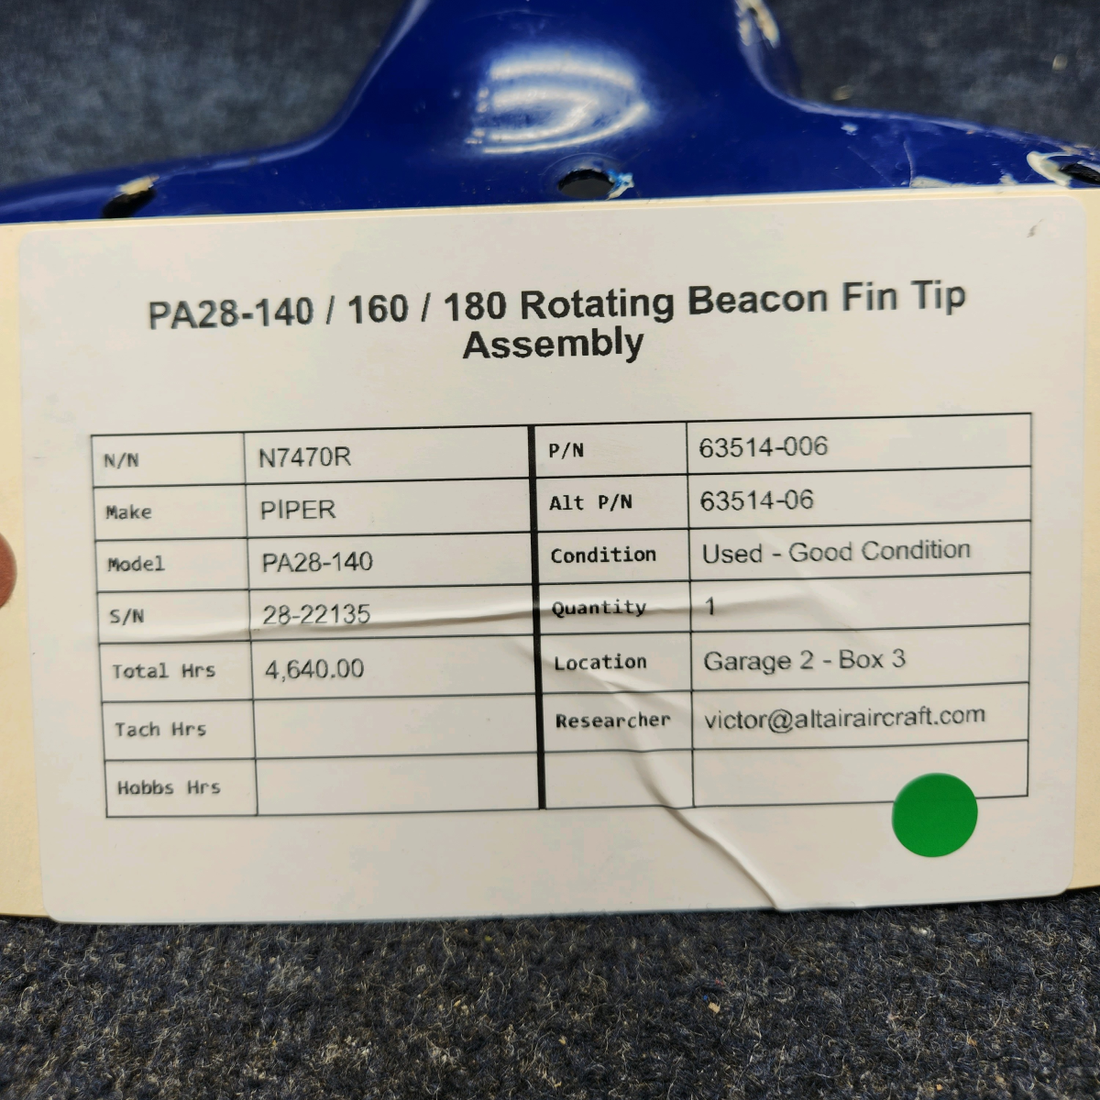 PA28-140 / 160 / 180 Rotating Beacon Fin Tip
Assembly
N/N N7470R P/N 63514-006
Make PIPER Alt P/N 63514-06
Model PA28-140 Condition Used - Good Condition
S/N 28-22135 Quantity 1
Total Hrs 4,640.00 Location Garage 2 - Box 3
Tach Hrs Researcher victor@altairaircraft.com
Hobbs Hrs